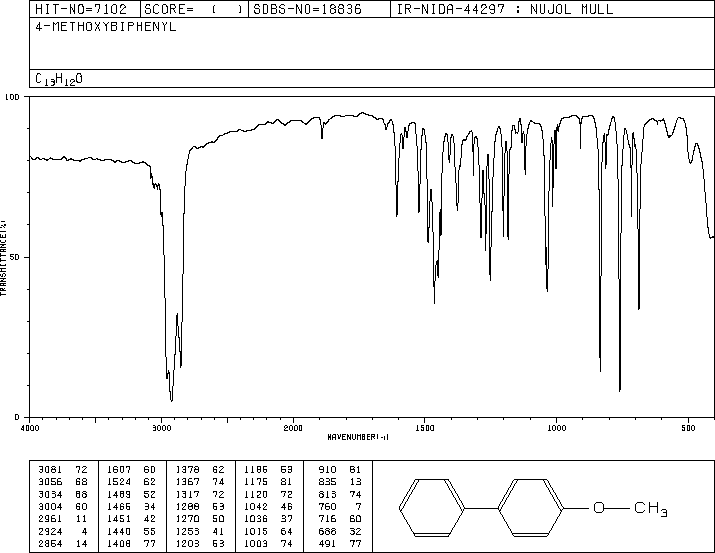 HIT-NO=7102 SCORE= ( ) SDBS-NO=18836 IR-NIDA-44297 : NUJOL MULL
4-METHOXYBIPHENYL
C13H12O
100
50
0
TRANSMITTANCE(%)
4000 3000 2000 1500 1000 500
WAVENUMBER(-1)
3081 72 1607 60 1378 62 1186 53 910 81
3056 68 1524 62 1367 74 1175 81 835 13
3034 68 1489 52 1317 72 1120 72 813 74
3004 60 1466 34 1288 53 1042 46 760 7
2961 11 1451 42 1270 50 1036 37 716 60
2924 4 1440 55 1253 41 1015 64 688 32
2854 14 1408 77 1203 53 1003 74 491 77
O CH3